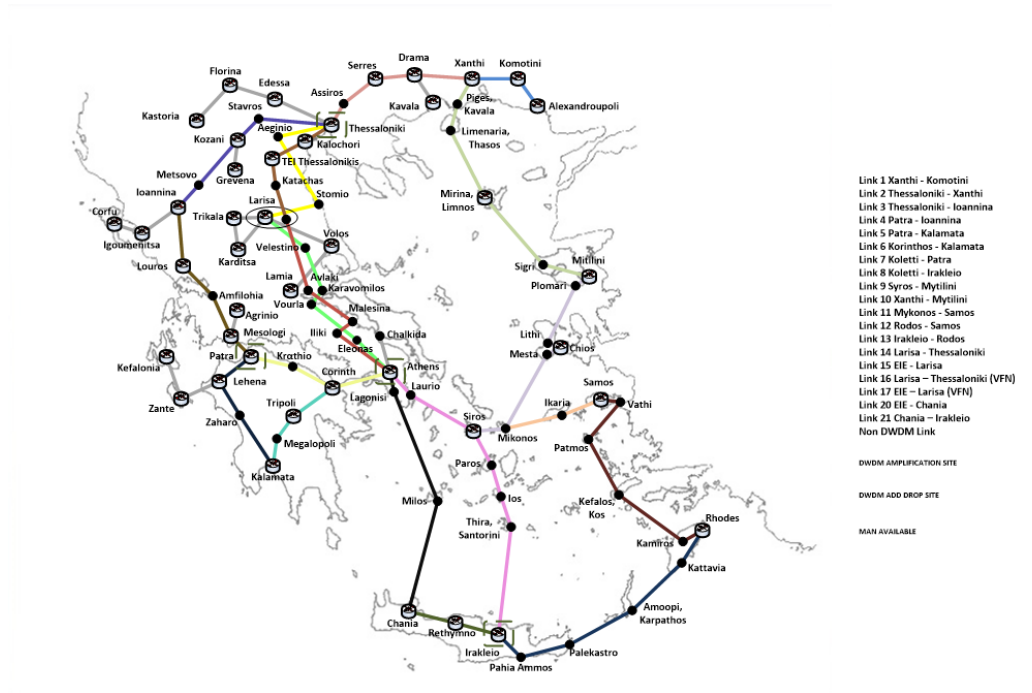 Drama
Xanthi
Komotini
Serres
Florina
Edessa
Assiros
Piges,
Kavala
Kavala
Alexandroupoli
Stavros
Kastoria
Aeginio
Thessaloniki
Limenaria,
Thasos
Kozani
Kalochori
TEI Thessalonikis
Metsovo
Grevena
Katachas
Ioannina
Stomio
Mirina,
Limnos
Larisa
Trikala
Corfu
Igoumenitsa
Volos
Velestino
Karditsa
Sigri
Mitilini
Louros
Lamia
Avlaki
Karavomilos
Plomari
Amfilohia
Vourla
Malesina
Agrinio
Iliki
Chalkida
Lithi
Mesologi
Eleonas
Mesta
Chios
Patra
Krathio
Athens
Kefalonia
Lehena
Corinth
Laurio
Samos
Lagonisi
Zante
Ikaria
Vathi
Tripoli
Siros
Zaharo
Mikonos
Megalopoli
Patmos
Paros
Kalamata
Milos
Ios
Kefalos,
Kos
Thira,
Santorini
Rhodes
Kamiros
Kattavia
Amoopi,
Karpathos
Chania
Rethymno
Irakleio
Palekastro
Pahia Ammos
Link 1 Xanthi - Komotini
Link 2 Thessaloniki - Xanthi
Link 3 Thessaloniki - Ioannina
Link 4 Patra - Ioannina
Link 5 Patra - Kalamata
Link 6 Korinthos - Kalamata
Link 7 Koletti - Patra
Link 8 Koletti - Irakleio
Link 9 Syros - Mytilini
Link 10 Xanthi - Mytilini
Link 11 Mykonos - Samos
Link 12 Rodos - Samos
Link 13 Irakleio - Rodos
Link 14 Larisa - Thessaloniki
Link 15 EIE - Larisa
Link 16 Larisa – Thessaloniki (VFN)
Link 17 EIE – Larisa (VFN)
Link 20 EIE - Chania
Link 21 Chania – Irakleio
Non DWDM Link
DWDM AMPLIFICATION SITE
DWDM ADD DROP SITE
MAN AVAILABLE